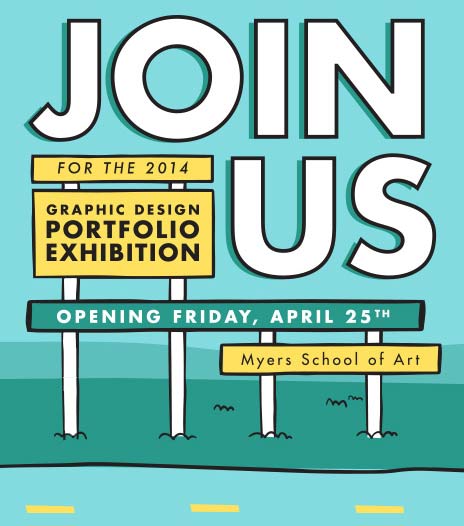 JOIN
US
FOR THE 2014
GRAPHIC DESIGN
PORTFOLIO
EXHIBITION
OPENING FRIDAY, APRIL 25TH
Myers School of Art